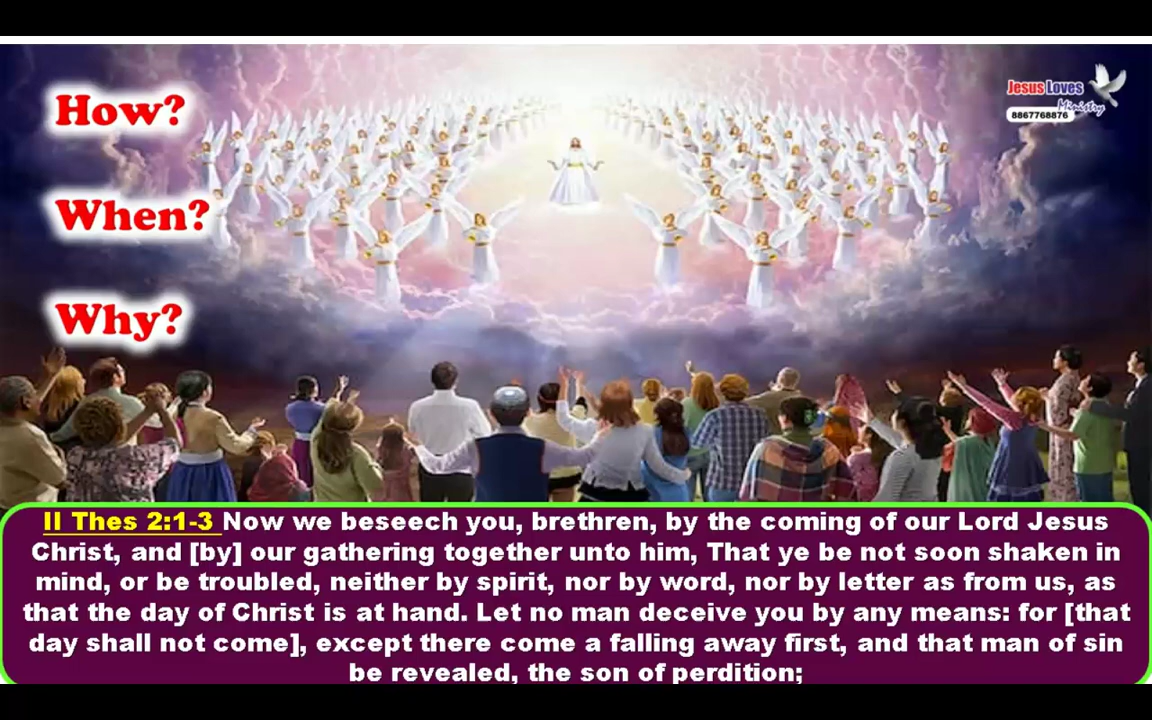 How?
When?
Why?
Jesus Loves
Ministry
8867768876
II Thes 2:1-3 Now we beseech you, brethren, by the coming of our Lord Jesus
Christ, and [by] our gathering together unto him, That ye be not soon shaken in
mind, or be troubled, neither by spirit, nor by word, nor by letter as from us, as
that the day of Christ is at hand. Let no man deceive you by any means: for [that
day shall not come], except there come a falling away first, and that man of sin
be revealed, the son of perdition;